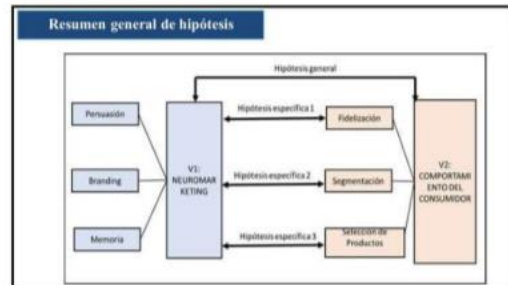 Resumen general de hipótesis
Hipótesis general
Persuasión
Hipótesis específica 1
Fidelización
V1:
NEUROMAR
KETING
V2:
COMPORTAMI
ENTO DEL
CONSUMIDOR
Branding
Hipótesis específica 2
Segmentación
Memoria
Hipótesis específica 3
Selección de
Productos